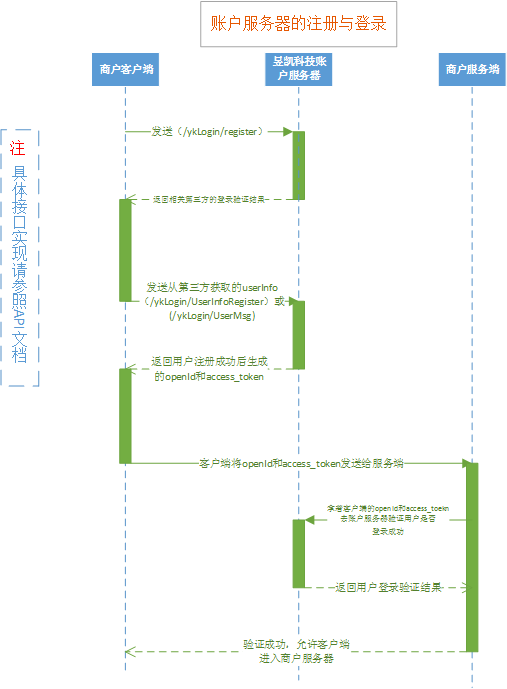 账户服务器的注册与登录
商户客户端
昱凯科技账
户服务器
商户服务端
发送（/ykLogin/register）
注
具体接口实现请参照API文档
返回相关第三方的登录验证结果
发送从第三方获取的userInfo
（/ykLogin/UserInfoRegister）或
(/ykLogin/UserMsg)
返回用户注册成功后生成
的openId和access_token
客户端将openId和access_token发送给服务端
拿着客户端的openId和access_toekn
去账户服务器验证用户是否
登录成功
返回用户登录验证结果
验证成功，允许客户端
进入商户服务器